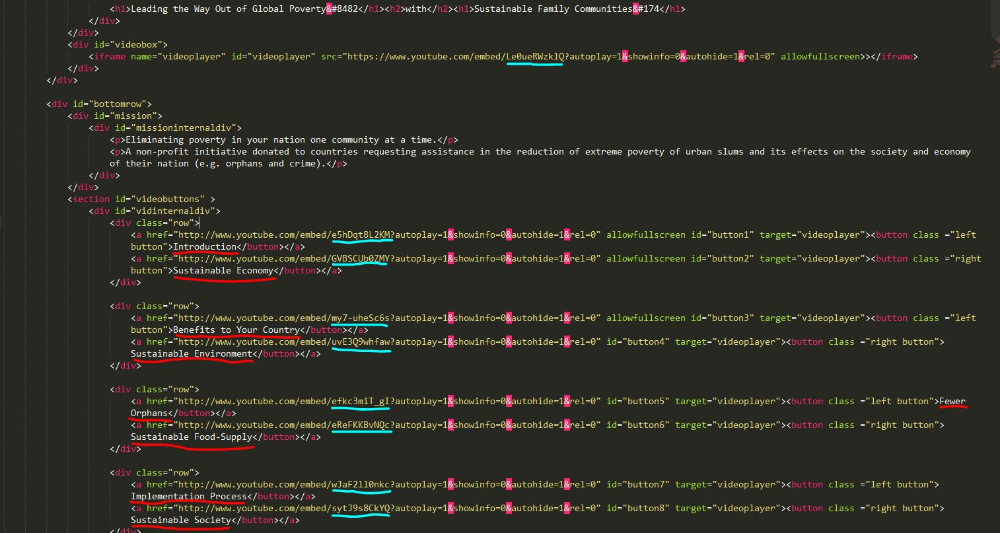 <h1>Leading the Way Out of Global Poverty&#8482</h1><h2>with</h2><h1>Sustainable Family Communities&#174</h1>
</div>
</div>
<div id="videobox">
<iframe name="videoplayer" id="videoplayer" src="https://www.youtube.com/embed/Le0ueRWzklQ?autoplay=1&showinfo=0&autohide=1&rel=0" allowfullscreen>></iframe>
</div>
</div>
<div id="bottomrow">
<div id="mission">
<div id="missioninternaldiv">
<p>Eliminating poverty in your nation one community at a time.</p>
<p>A non-profit initiative donated to countries requesting assistance in the reduction of extreme poverty of urban slums and its effects on the society and economy
of their nation (e.g. orphans and crime).</p>
</div>
</div>
<section id="videobuttons" >
<div id="vidinternaldiv">
<div class="row">
<a href="http://www.youtube.com/embed/e5hDqt8L2KM?autoplay=1&showinfo=0&autohide=1&rel=0" allowfullscreen id="button1" target="videoplayer"><button class ="left
button">Introduction</button></a>
<a href="http://www.youtube.com/embed/GVBSCUb0ZMY?autoplay=1&showinfo=0&autohide=1&rel=0" allowfullscreen id="button2" target="videoplayer"><button class ="right
button">Sustainable Economy</button></a>
</div>
<div class="row">
<a href="http://www.youtube.com/embed/my7-uheSc6s?autoplay=1&showinfo=0&autohide=1&rel=0" allowfullscreen id="button3" target="videoplayer"><button class ="left
button">Benefits to Your Country</button></a>
<a href="http://www.youtube.com/embed/uvE3Q9whfaw?autoplay=1&showinfo=0&autohide=1&rel=0" id="button4" target="videoplayer"><button class ="right button">
Sustainable Environment</button></a>
</div>
<div class="row">
<a href="http://www.youtube.com/embed/efkc3miT_gI?autoplay=1&showinfo=0&autohide=1&rel=0" id="button5" target="videoplayer"><button class ="left button">Fewer
Orphans</button></a>
<a href="http://www.youtube.com/embed/eReFKKBvNQc?autoplay=1&showinfo=0&autohide=1&rel=0" id="button6" target="videoplayer"><button class ="right button">
Sustainable Food-Supply</button></a>
</div>
<div class="row">
<a href="http://www.youtube.com/embed/wJaF2ll0nkc?autoplay=1&showinfo=0&autohide=1&rel=0" id="button7" target="videoplayer"><button class ="left button">
Implementation Process</button></a>
<a href="http://www.youtube.com/embed/sytJ9s8CkYQ?autoplay=1&showinfo=0&autohide=1&rel=0" id="button8" target="videoplayer"><button class ="right button">
Sustainable Society</button></a>
</div>